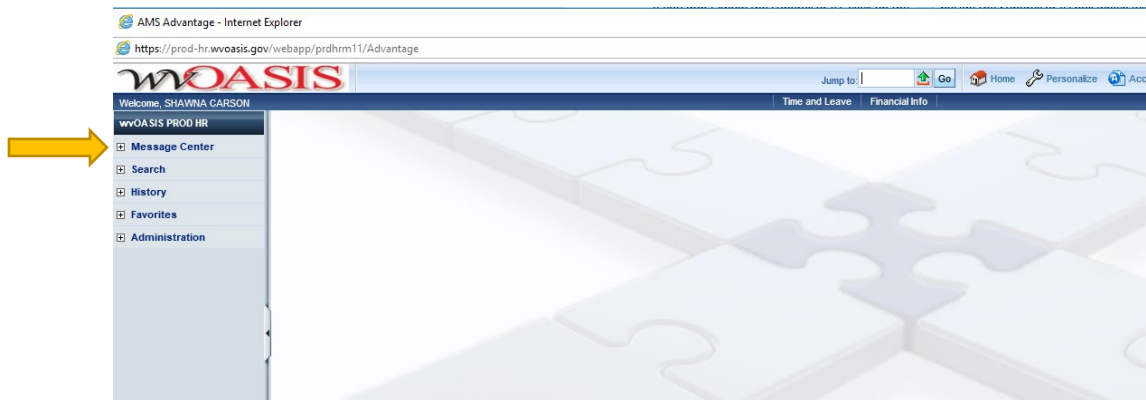 AMS Advantage - Internet Explorer
https://prod-hr.wvoasis.gov/webapp/prdhrm11/Advantage
wvOASIS
Jump to: Go Home Personalize Acc
Welcome, SHAWNA CARSON Time and Leave Financial Info
wvOASIS PROD HR
Message Center
Search
History
Favorites
Administration